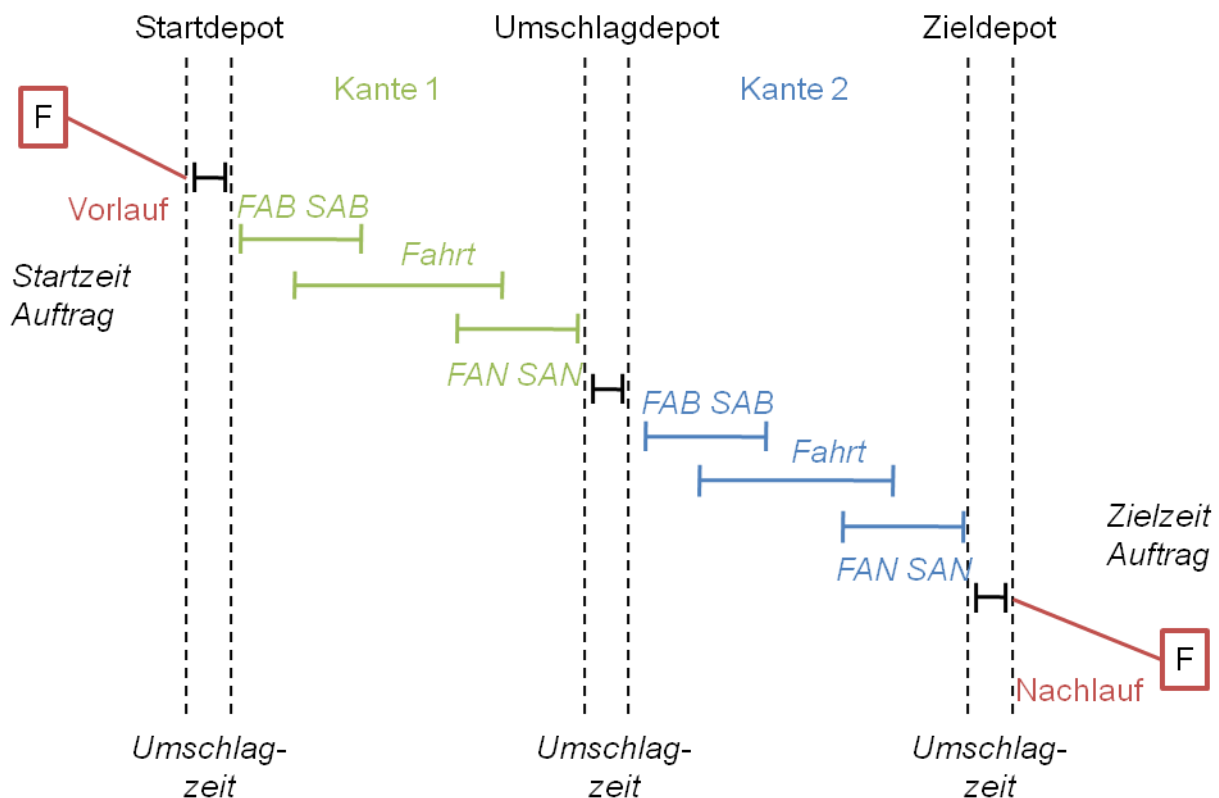 Startdepot
Umschlagdepot
Zieldepot
Kante 1
Kante 2
F
Vorlauf
FAB SAB
Startzeit
Auftrag
Fahrt
FAN SAN
FAB SAB
Fahrt
FAN SAN
Zielzeit
Auftrag
F
Nachlauf
Umschlag-
zeit
Umschlag-
zeit
Umschlag-
zeit